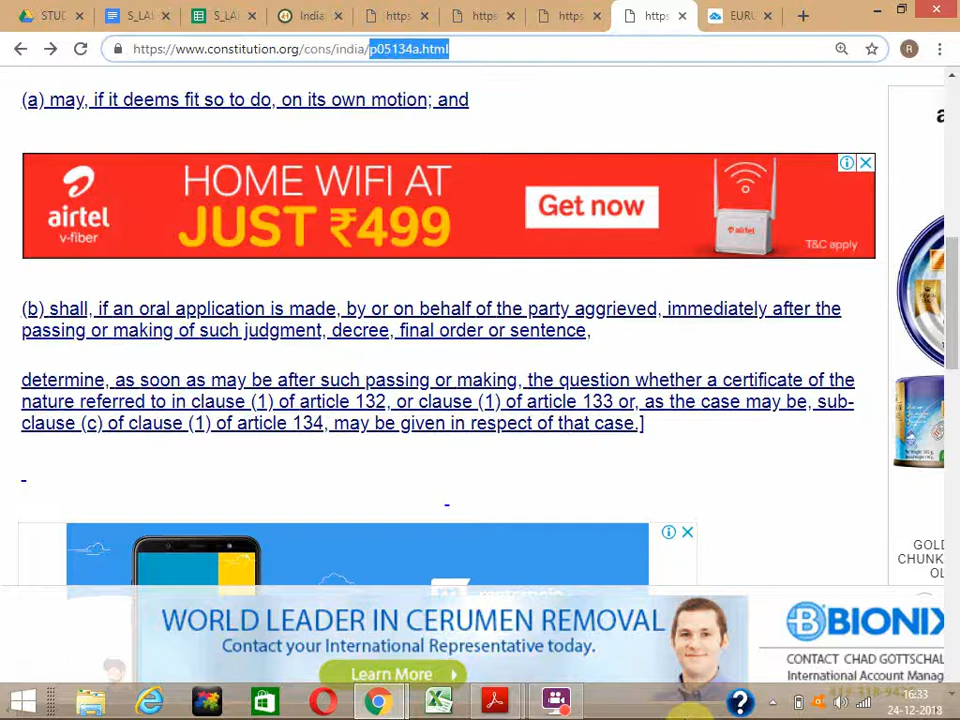 STUD
S_LA
S_LA
India
https
https
https
https
EURU
https://www.constitution.org/cons/india/p05134a.html
R
(a) may, if it deems fit so to do, on its own motion; and
airtel
v-fiber
HOME WIFI AT
JUST ₹499
Get now
airtel
T&C apply
(b) shall, if an oral application is made, by or on behalf of the party aggrieved, immediately after the
passing or making of such judgment, decree, final order or sentence,
determine, as soon as may be after such passing or making, the question whether a certificate of the
nature referred to in clause (1) of article 132, or clause (1) of article 133 or, as the case may be, sub-
clause (c) of clause (1) of article 134, may be given in respect of that case.]
GOLD
CHUNK
OL
WORLD LEADER IN CERUMEN REMOVAL
Contact your International Representative today.
Learn More
BIONIX
CONTACT CHAD GOTTSCHAL
International Account Manag
16:33
24-12-2018